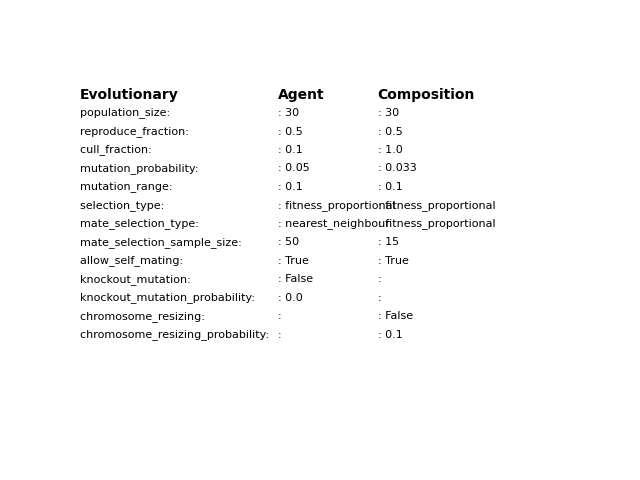 Evolutionary Agent Composition
population_size: : 30 : 30
reproduce_fraction: : 0.5 : 0.5
cull_fraction: : 0.1 : 1.0
mutation_probability: : 0.05 : 0.033
mutation_range: : 0.1 : 0.1
selection_type: : fitness_proportional : fitness_proportional
mate_selection_type: : nearest_neighbour : fitness_proportional
mate_selection_sample_size: : 50 : 15
allow_self_mating: : True : True
knockout_mutation: : False :
knockout_mutation_probability: : 0.0 :
chromosome_resizing: : : False
chromosome_resizing_probability: : : 0.1